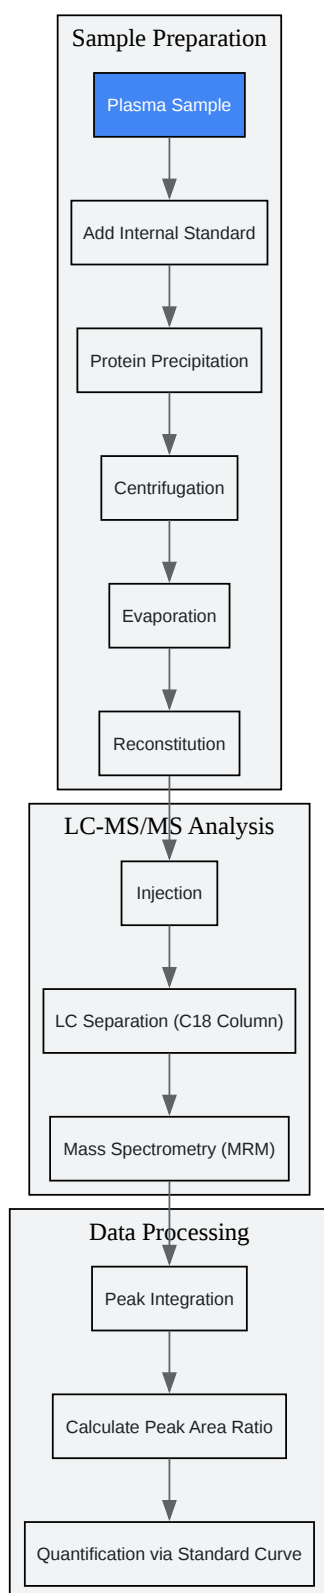 Sample Preparation
Plasma Sample
Add Internal Standard
Protein Precipitation
Centrifugation
Evaporation
Reconstitution
LC-MS/MS Analysis
Injection
LC Separation (C18 Column)
Mass Spectrometry (MRM)
Data Processing
Peak Integration
Calculate Peak Area Ratio
Quantification via Standard Curve